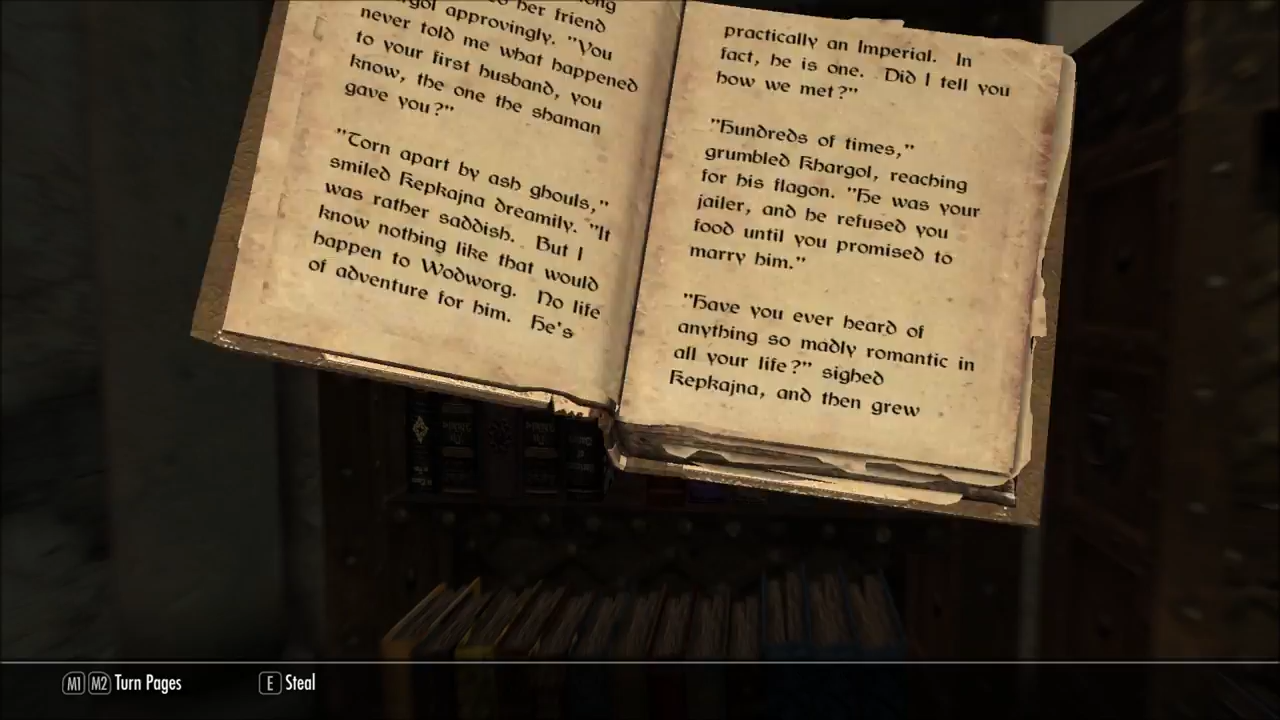 her friend
approvingly. "You
never told me what happened
to your first husband, you
know, the one the shaman
gave you?"
"Torn apart by ash ghouls,"
smiled Kepkajna dreamily. "It
was rather saddish. But I
know nothing like that would
happen to Wodworg. No life
of adventure for him. He's
practically an Imperial. In
fact, he is one. Did I tell you
how we met?"
"Hundreds of times,"
grumbled Khargol, reaching
for his flagon. "He was your
jailer, and he refused you
food until you promised to
marry him."
"Have you ever heard of
anything so madly romantic in
all your life?" sighed
Kepkajna, and then grew
M1 M2 Turn Pages
E Steal